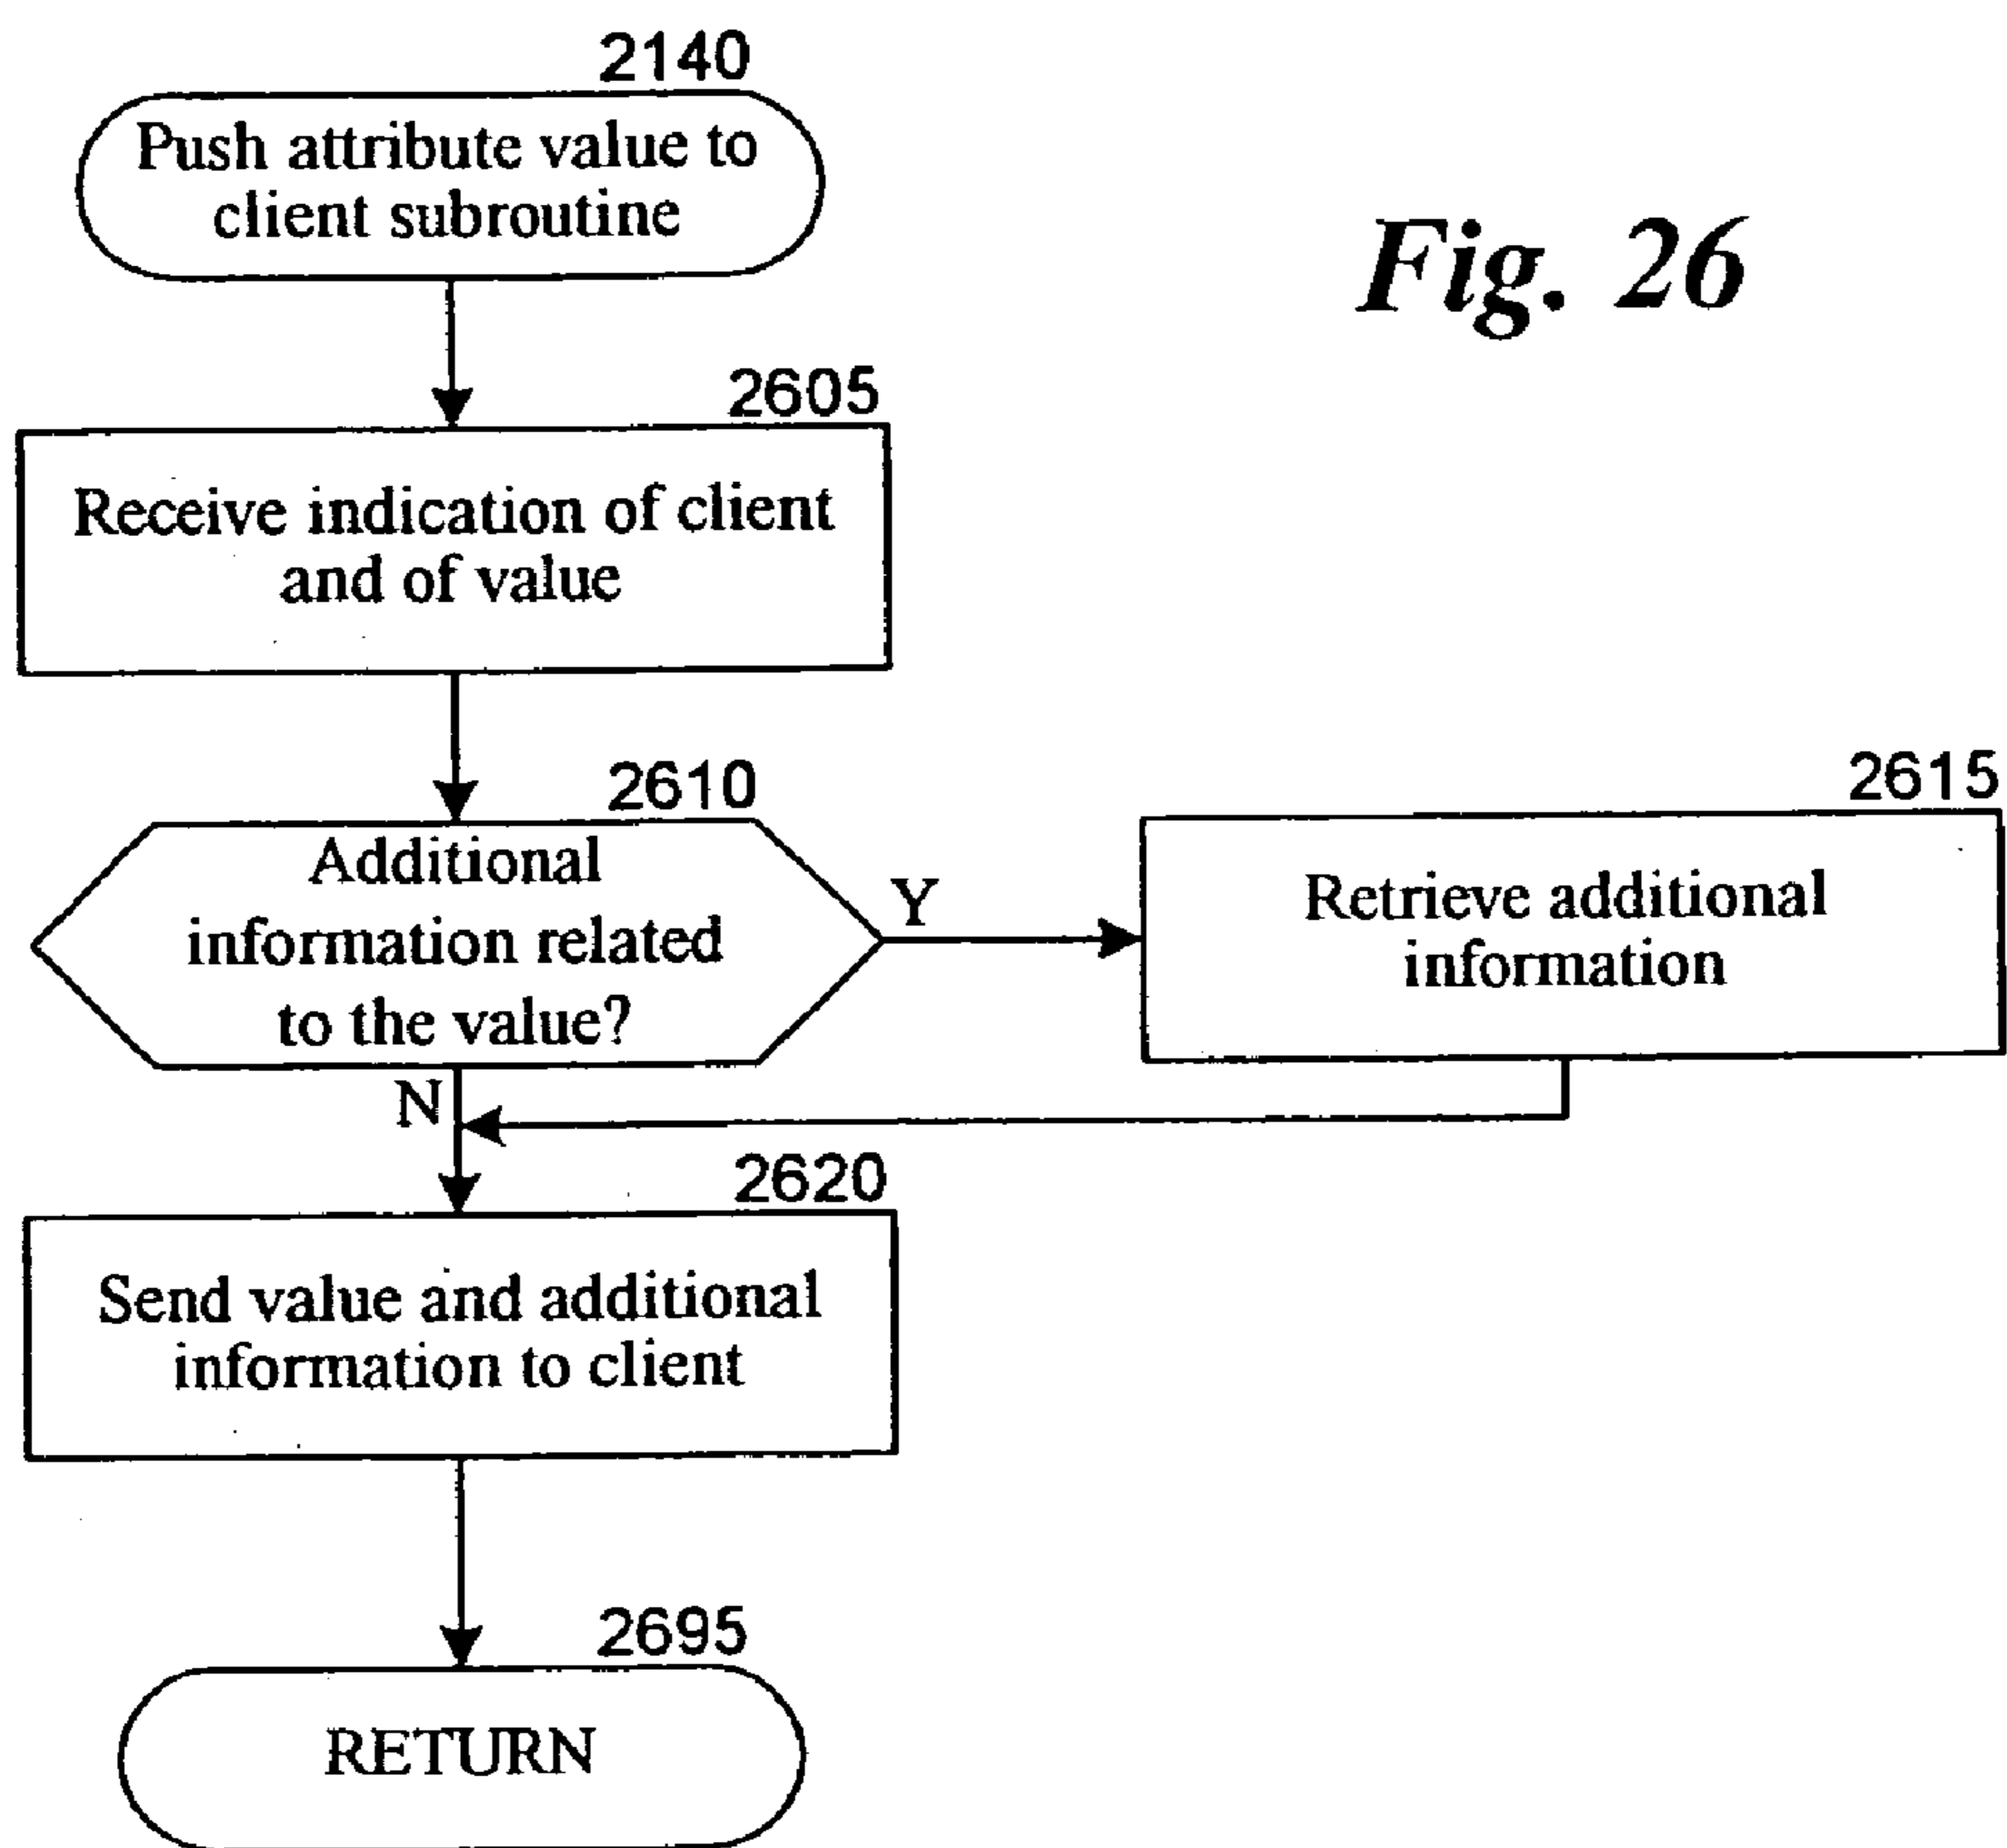 2140
Push attribute value to
client subroutine
Fig. 26
2605
Receive indication of client
and of value
2610
Additional
information related
to the value?
Y
2615
Retrieve additional
information
N
2620
Send value and additional
information to client
2695
RETURN